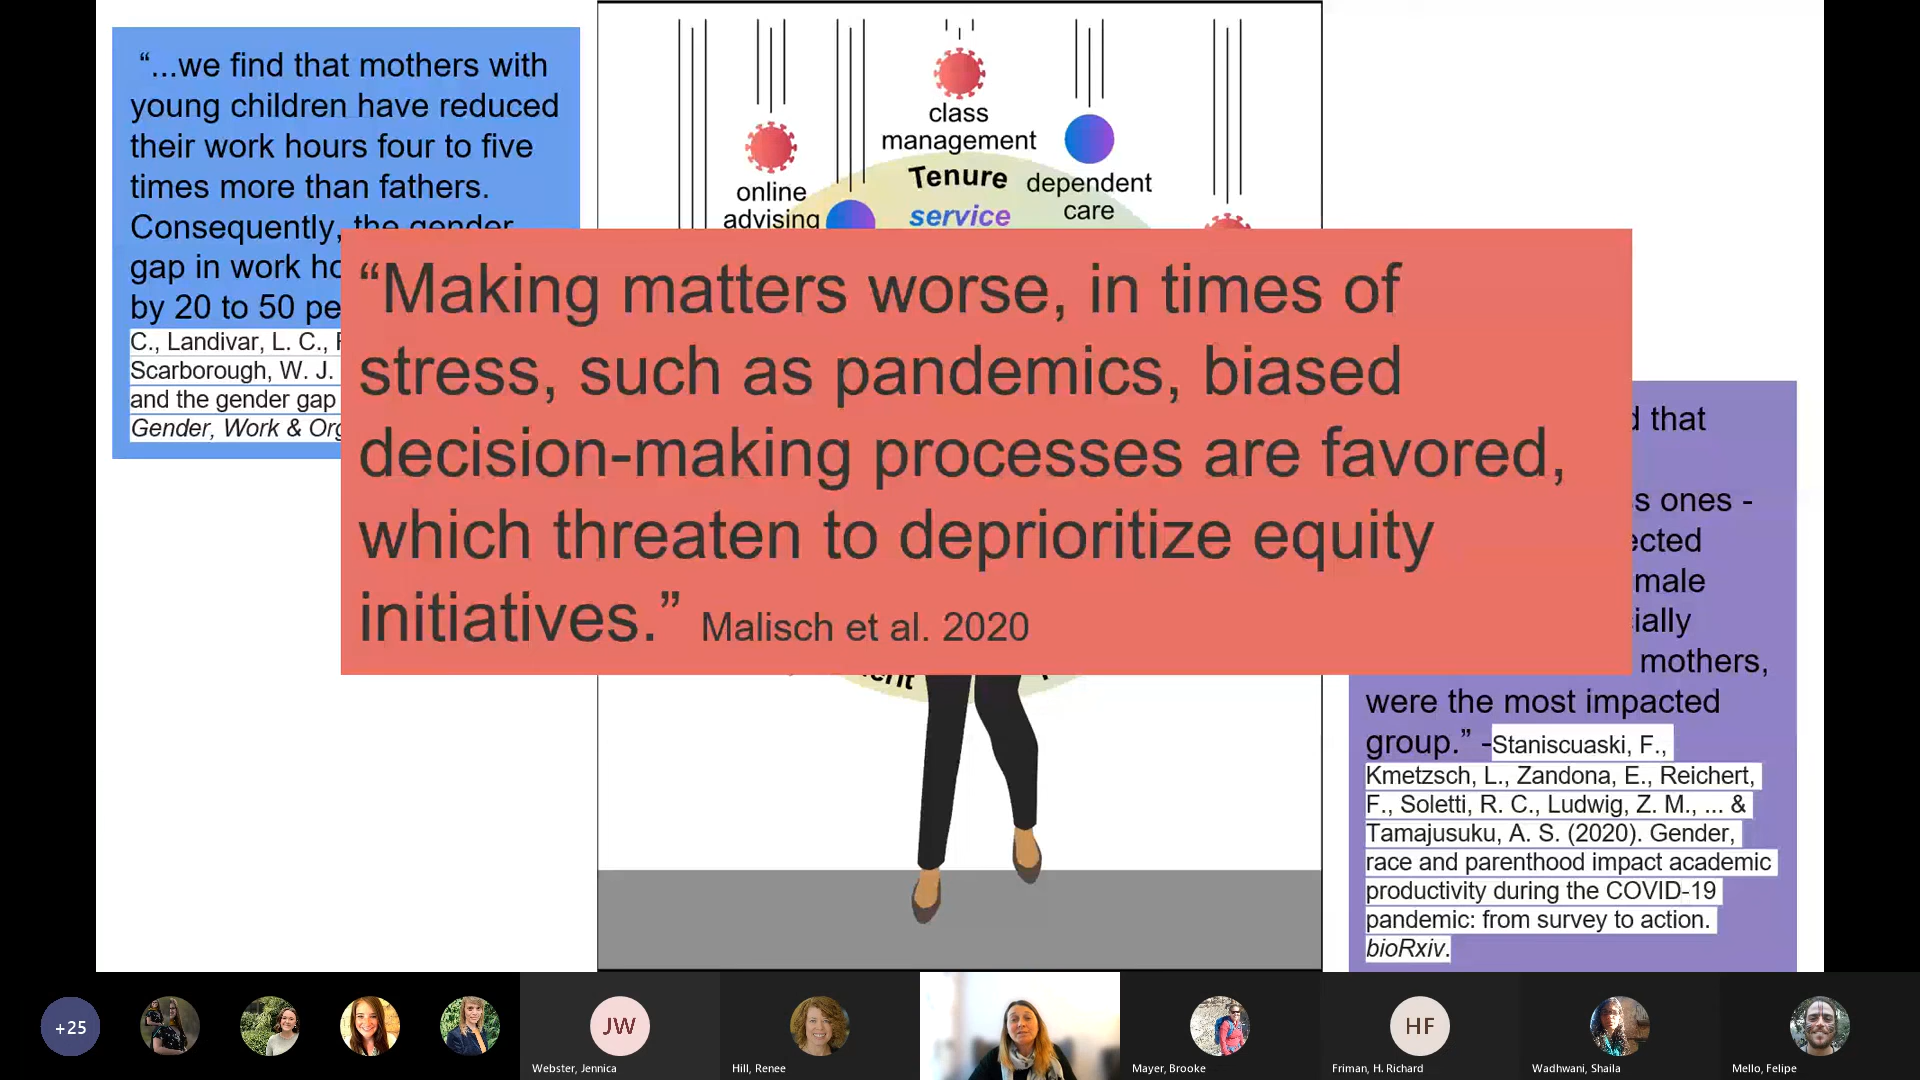 “...we find that mothers with
young children have reduced
their work hours four to five
times more than fathers.
Consequently, the gender
gap in work
by 20 to 50
C., Landivar, L. C.,
Scarborough, W. J.
and the gender gap
Gender, Work &
class
management
online
advising
Tenure
service
dependent
care
“Making matters worse, in times of
stress, such as pandemics, biased
decision-making processes are favored,
which threaten to deprioritize equity
initiatives.” Malisch et al. 2020
that
ones -
male
mothers,
were the most impacted
group.” -Staniscuaski, F.,
Kmetzsch, L., Zandona, E., Reichert,
F., Soletti, R. C., Ludwig, Z. M., ... &
Tamajusuku, A. S. (2020). Gender,
race and parenthood impact academic
productivity during the COVID-19
pandemic: from survey to action.
bioRxiv.
+25
JW
Webster, Jennica
Hill, Renee
Mayer, Brooke
HF
Friman, H. Richard
Wadhwani, Shaila
Mello, Felipe